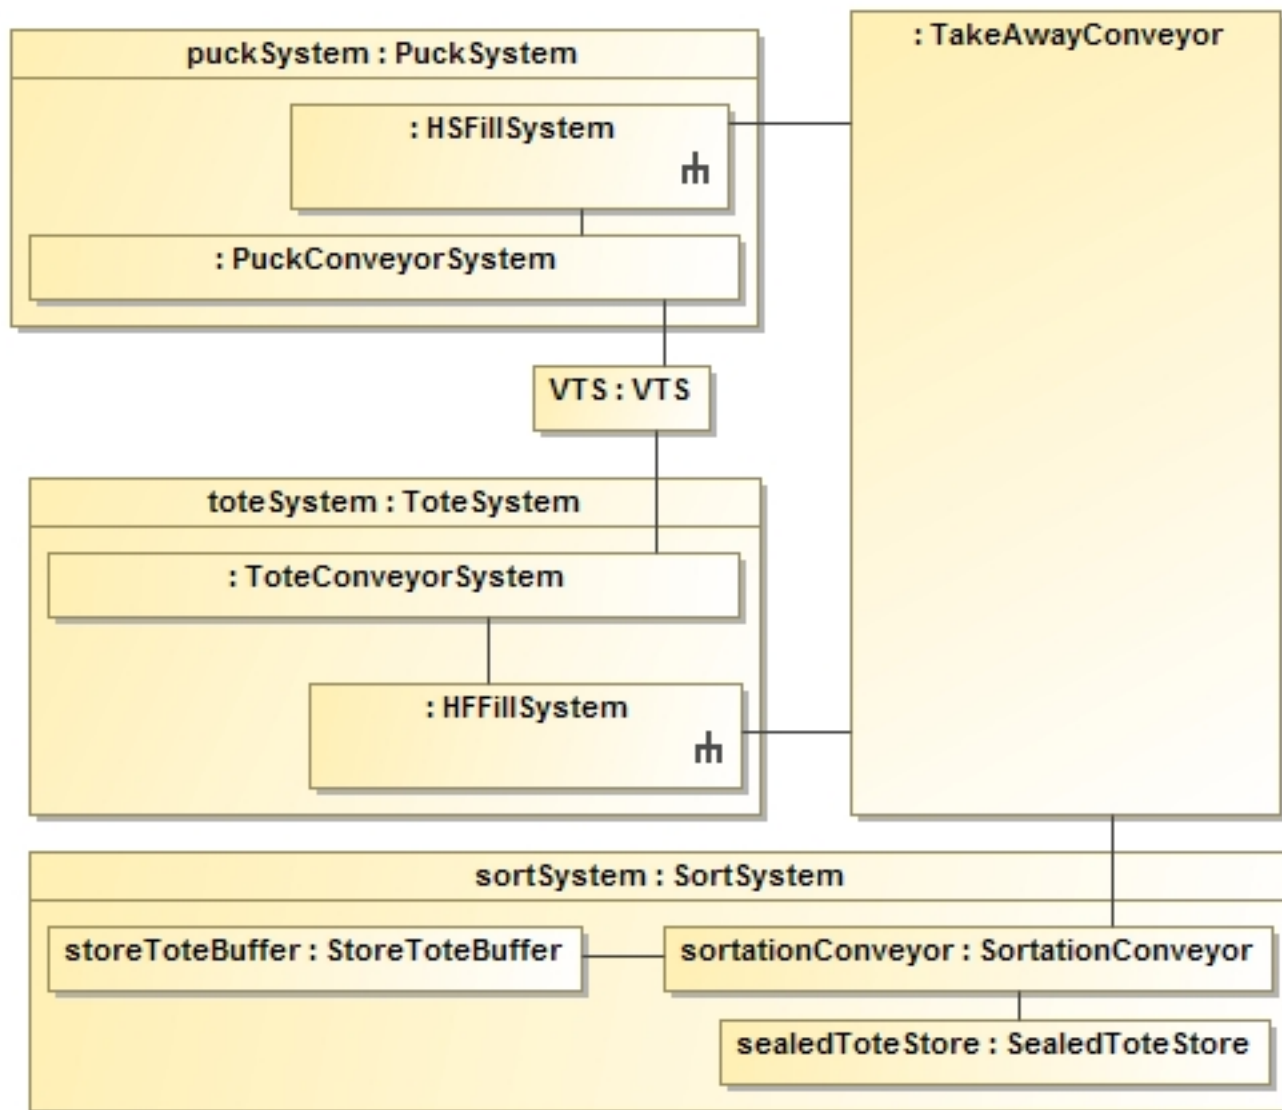 puckSystem : PuckSystem
: TakeAwayConveyor
: HSFillSystem
: PuckConveyorSystem
VTS : VTS
toteSystem : ToteSystem
: ToteConveyorSystem
: HFFillSystem
sortSystem : SortSystem
storeToteBuffer : StoreToteBuffer
sortationConveyor : SortationConveyor
sealedToteStore : SealedToteStore